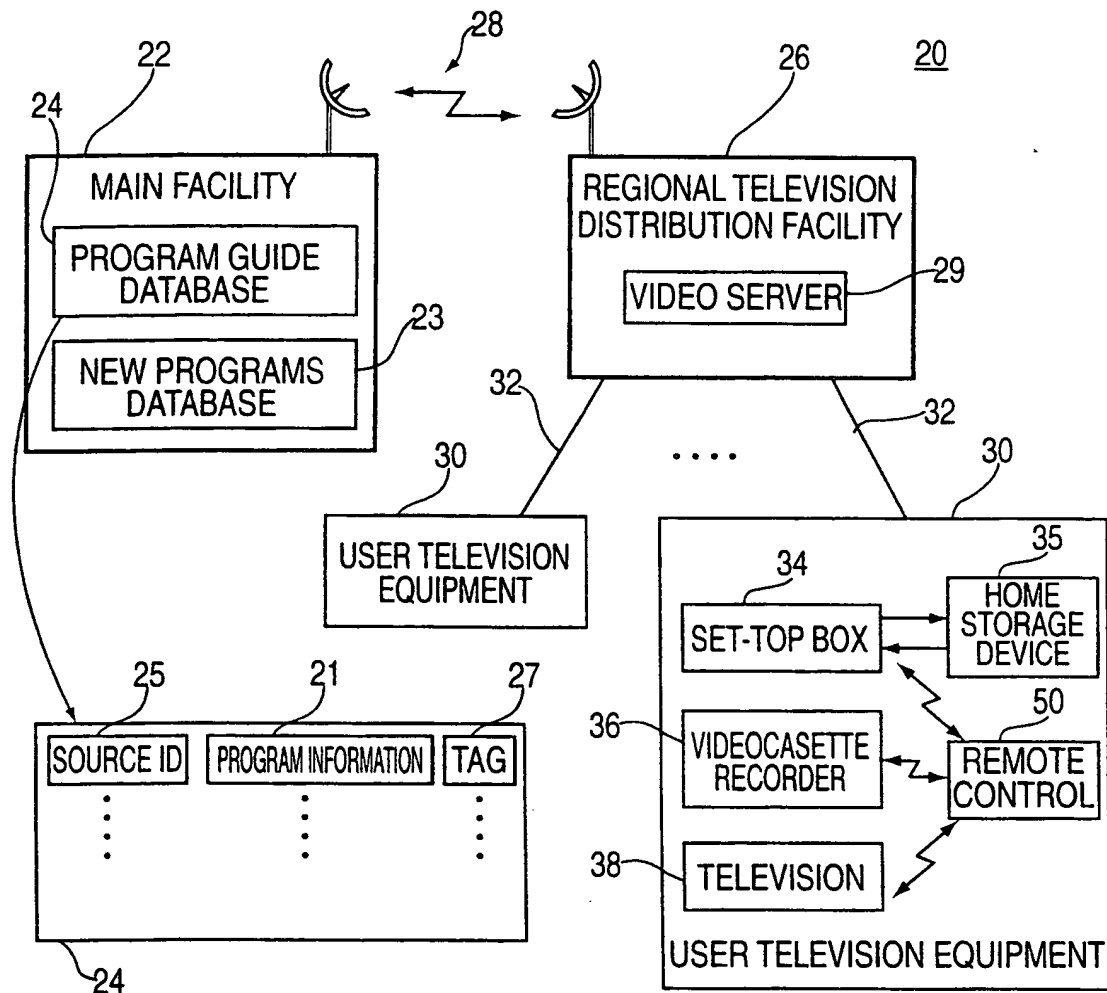 28
20
22
26
24
MAIN FACILITY
REGIONAL TELEVISION
DISTRIBUTION FACILITY
PROGRAM GUIDE
DATABASE
29
VIDEO SERVER
23
NEW PROGRAMS
DATABASE
32
32
30
30
USER TELEVISION
EQUIPMENT
34
35
SET-TOP BOX
HOME
STORAGE
DEVICE
25
21
27
36
50
SOURCE ID
PROGRAM INFORMATION
TAG
VIDEOCASETTE
RECORDER
REMOTE
CONTROL
38
TELEVISION
USER TELEVISION EQUIPMENT
24